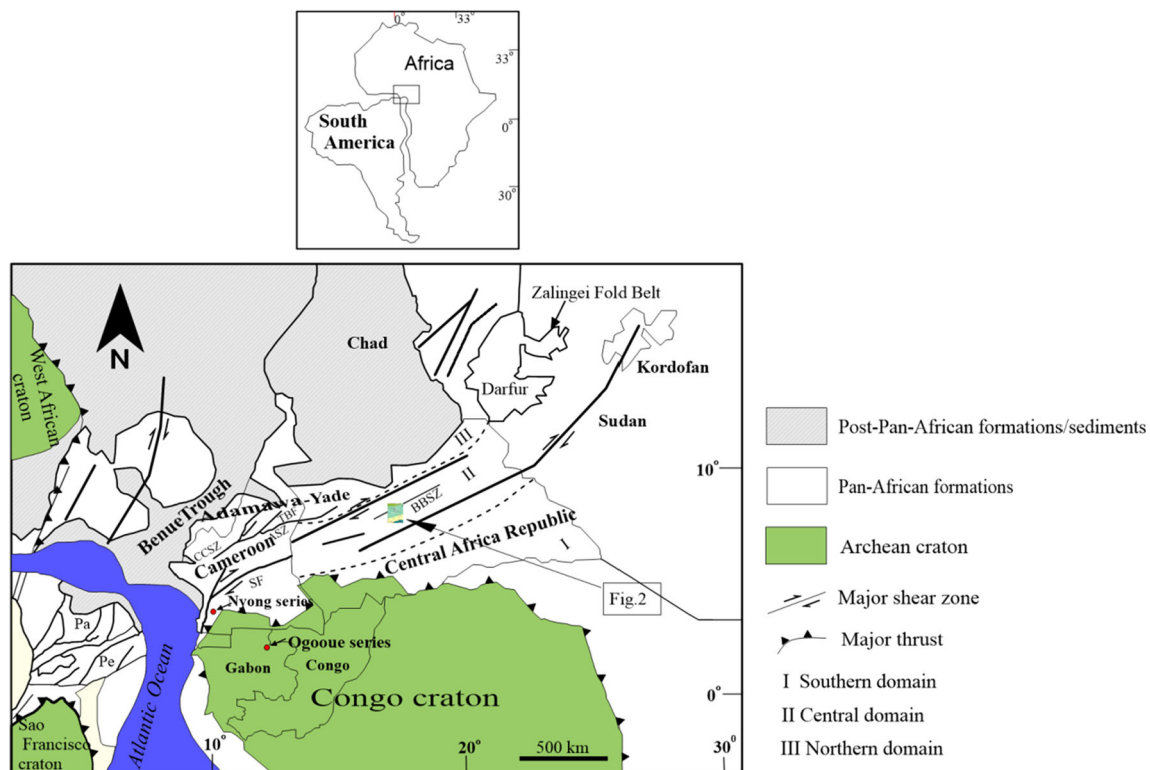 0°
33°
Africa
33°
South
America
0°
30°
Zalingei Fold Belt
Chad
Kordofan
N
West African
craton
Darfur
Sudan
III
10°
II
Adamawa-Yade
BBSZ
BenueTrough
TBF
ASZ
CCSZ
Cameroon
Central Africa Republic
I
SF
Nyong series
Fig.2
Pa
Ogooue series
Pe
Gabon
Congo
Congo craton
0°
Atlantic Ocean
Sao
Francisco
craton
10°
20°
500 km
30°
Post-Pan-African formations/sediments
Pan-African formations
Archean craton
Major shear zone
Major thrust
I Southern domain
II Central domain
III Northern domain